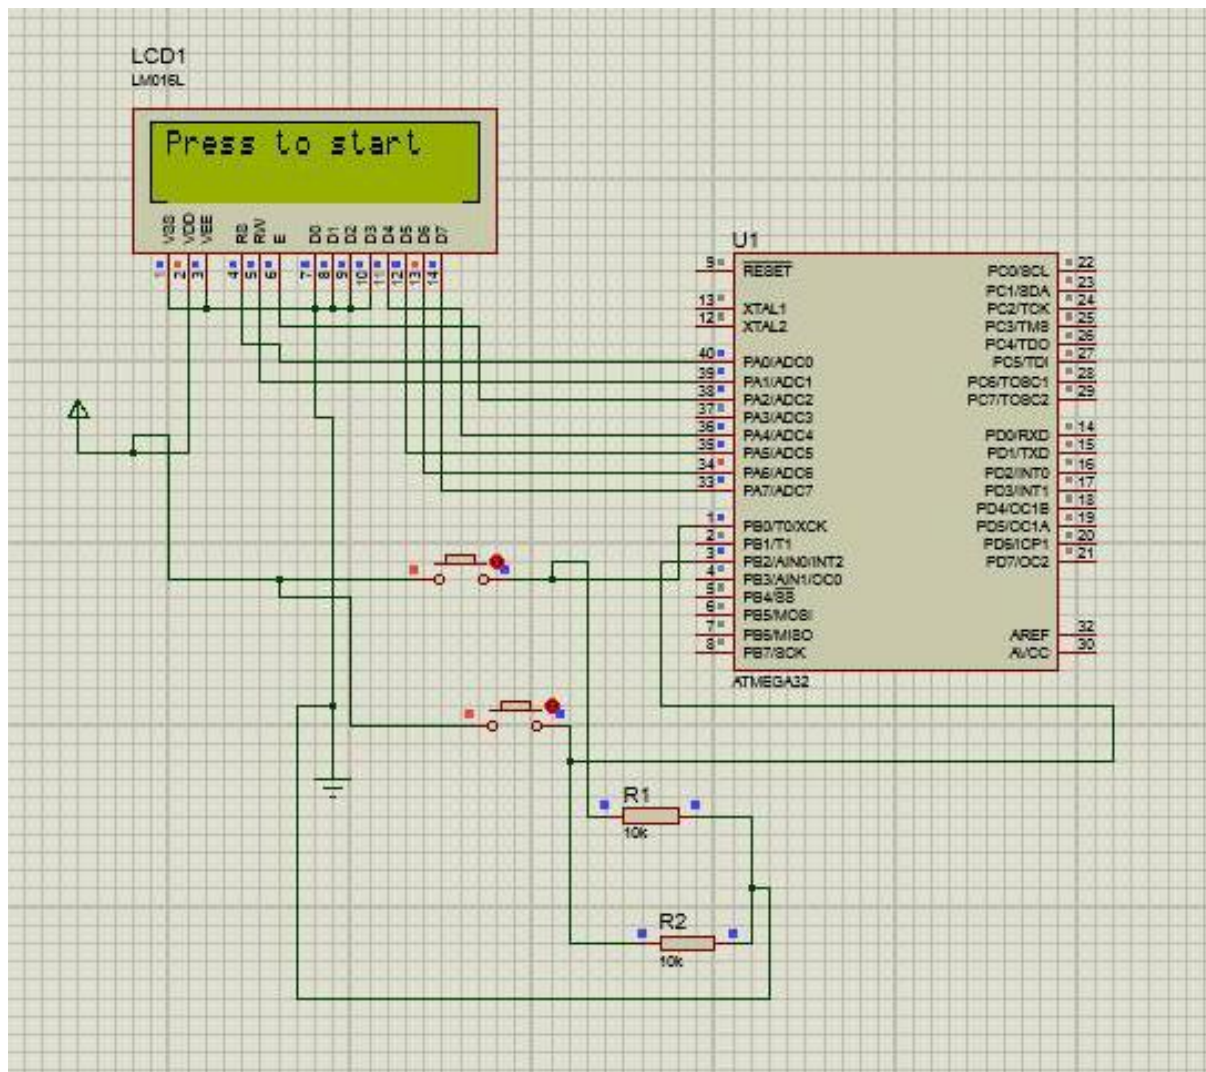 LCD1
LM016L
Press to start
VSS
VDD
VEE
RS
RW
E
D0
D1
D2
D3
D4
D5
D6
D7
1
2
3
4
5
6
7
8
9
10
11
12
13
14
U1
9 RESET
13 XTAL1
12 XTAL2
40 PA0/ADC0
39 PA1/ADC1
38 PA2/ADC2
37 PA3/ADC3
36 PA4/ADC4
35 PA5/ADC5
34 PA6/ADC6
33 PA7/ADC7
1 PB0/T0/XCK
2 PB1/T1
3 PB2/AIN0/INT2
4 PB3/AIN1/OC0
5 PB4/SS
6 PB5/MOSI
7 PB6/MISO
8 PB7/SCK
PC0/SCL 22
PC1/SDA 23
PC2/TCK 24
PC3/TMS 25
PC4/TDO 26
PC5/TDI 27
PC6/TOSC1 28
PC7/TOSC2 29
PD0/RXD 14
PD1/TXD 15
PD2/INT0 16
PD3/INT1 17
PD4/OC1B 18
PD5/OC1A 19
PD6/ICP1 20
PD7/OC2 21
AREF 32
AVCC 30
ATMEGA32
R1
10k
R2
10k